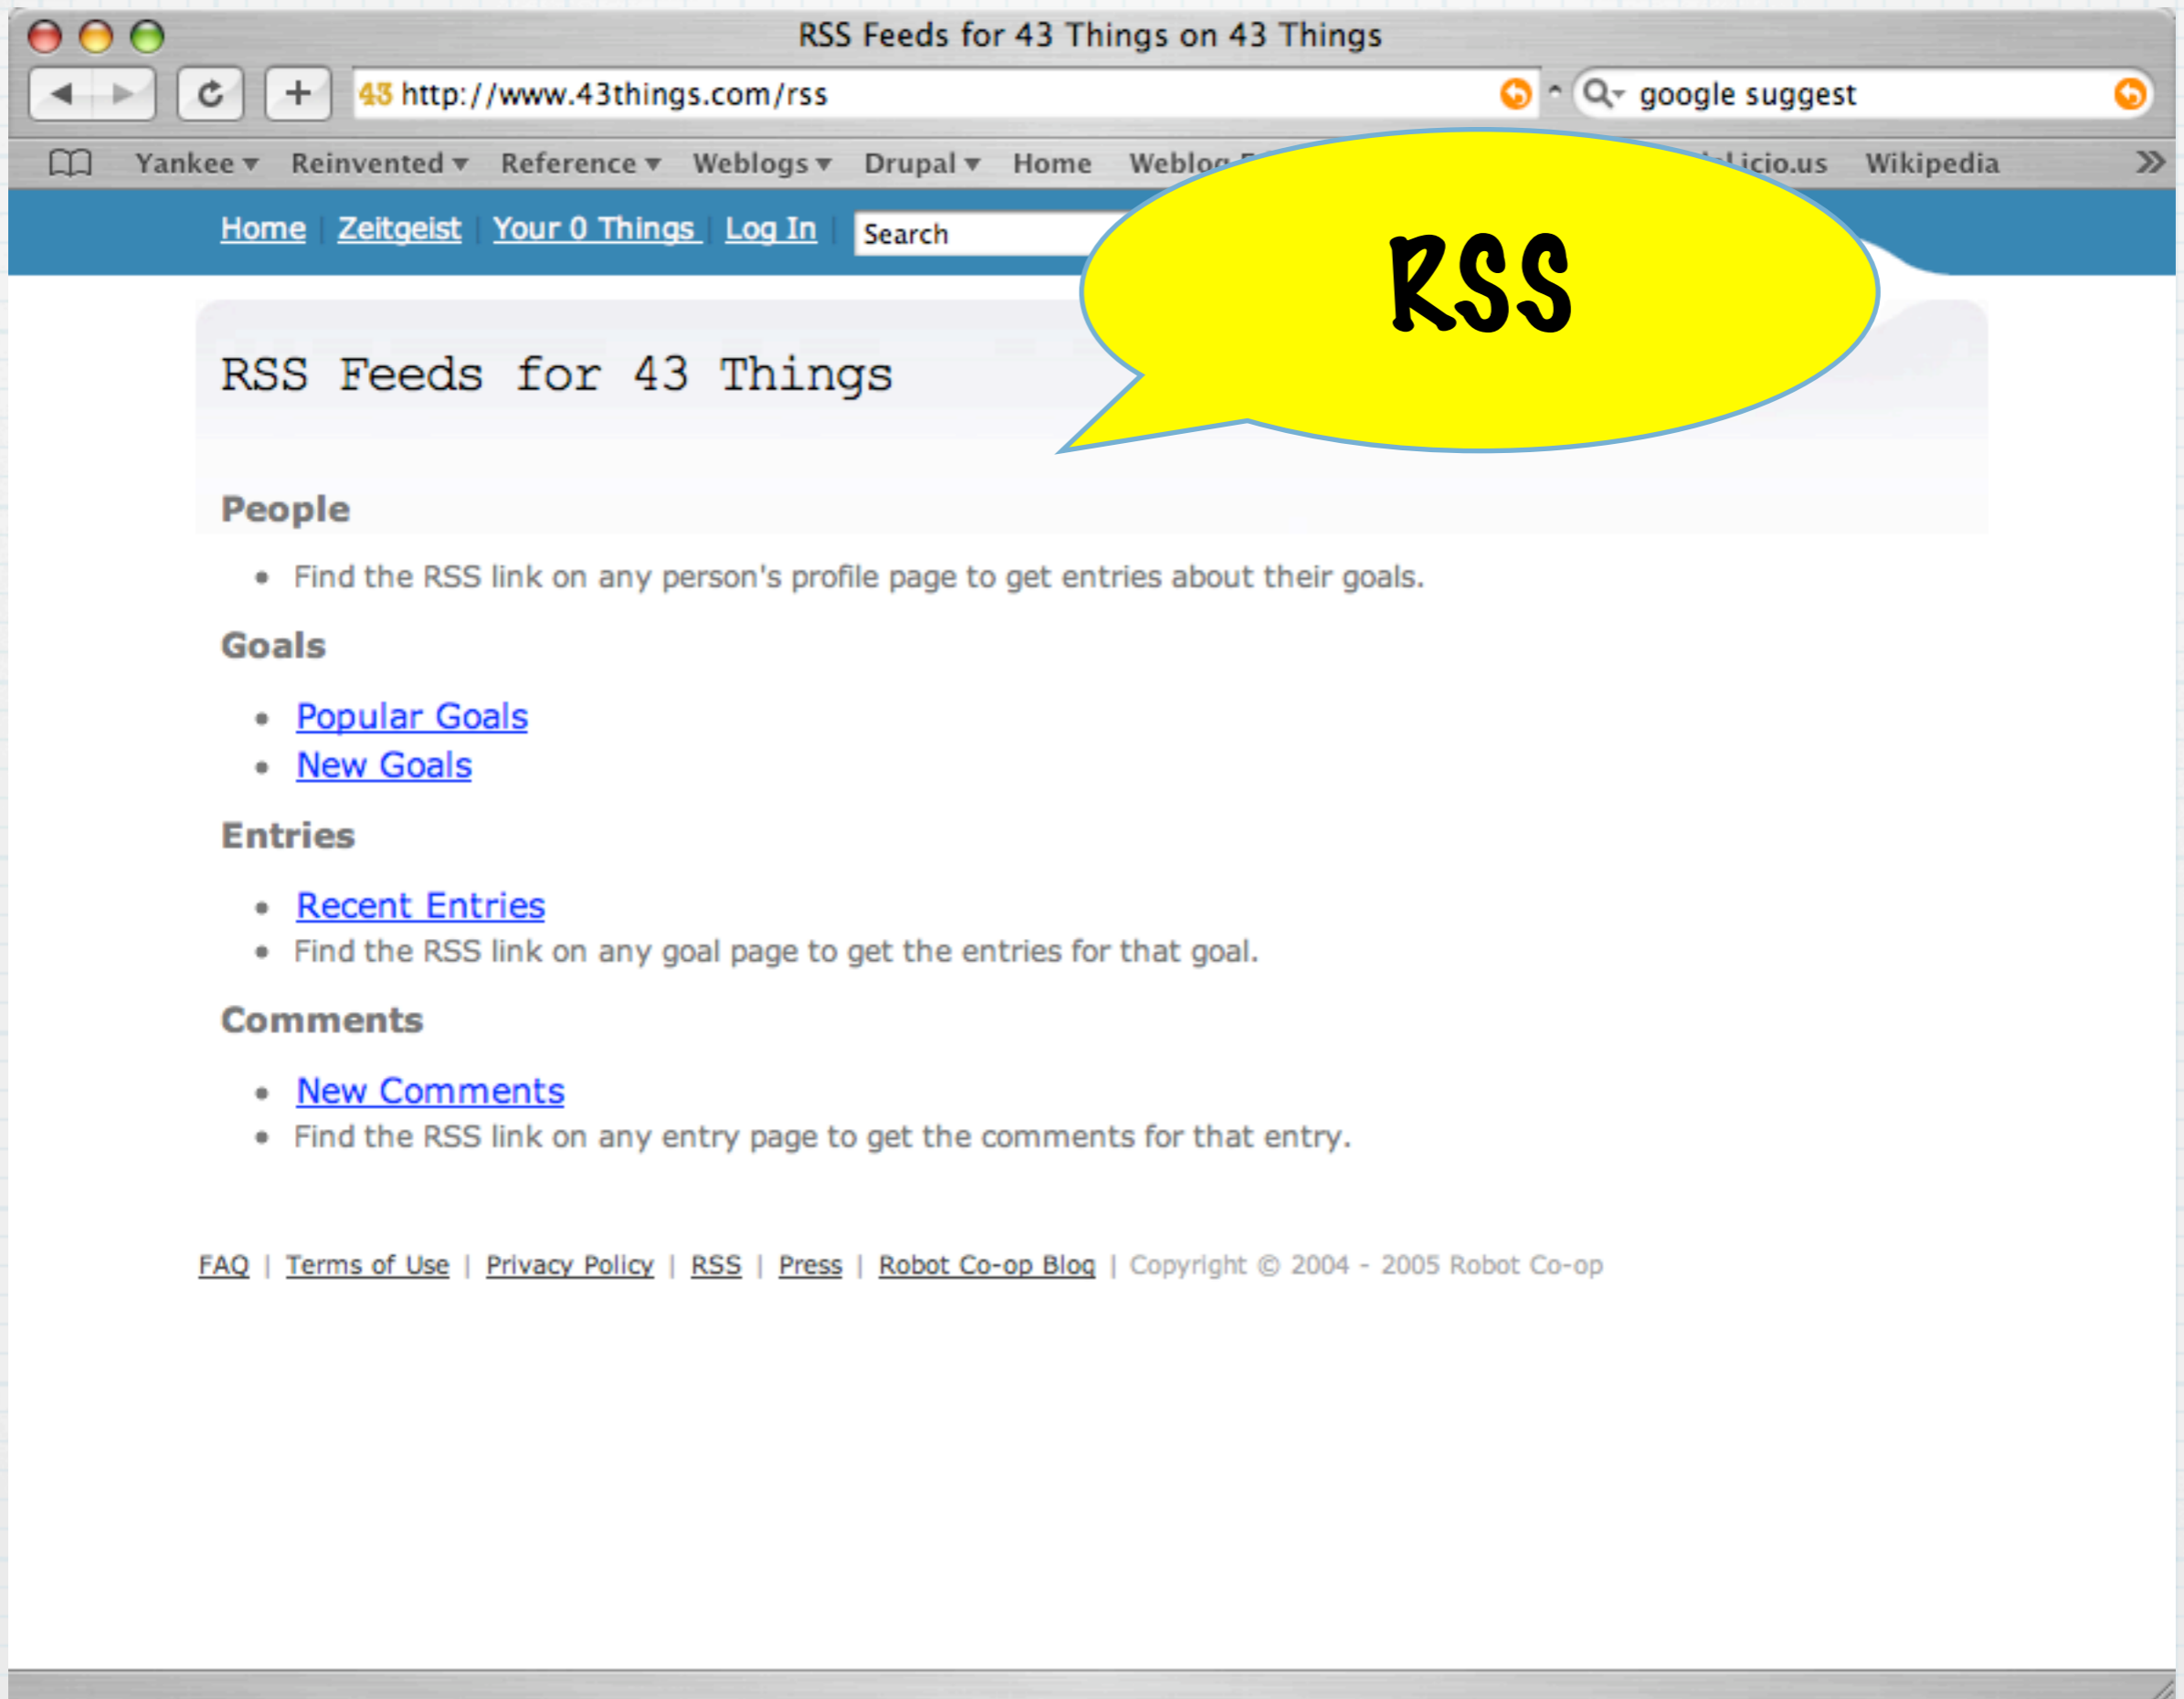 RSS Feeds for 43 Things on 43 Things
43 http://www.43things.com/rss google suggest
Yankee Reinvented Reference Weblogs Drupal Home Weblog Wikipedia
Home | Zeitgeist | Your 0 Things | Log In | Search
RSS
RSS Feeds for 43 Things
People
• Find the RSS link on any person's profile page to get entries about their goals.
Goals
• Popular Goals
• New Goals
Entries
• Recent Entries
• Find the RSS link on any goal page to get the entries for that goal.
Comments
• New Comments
• Find the RSS link on any entry page to get the comments for that entry.
FAQ | Terms of Use | Privacy Policy | RSS | Press | Robot Co-op Blog | Copyright © 2004 - 2005 Robot Co-op